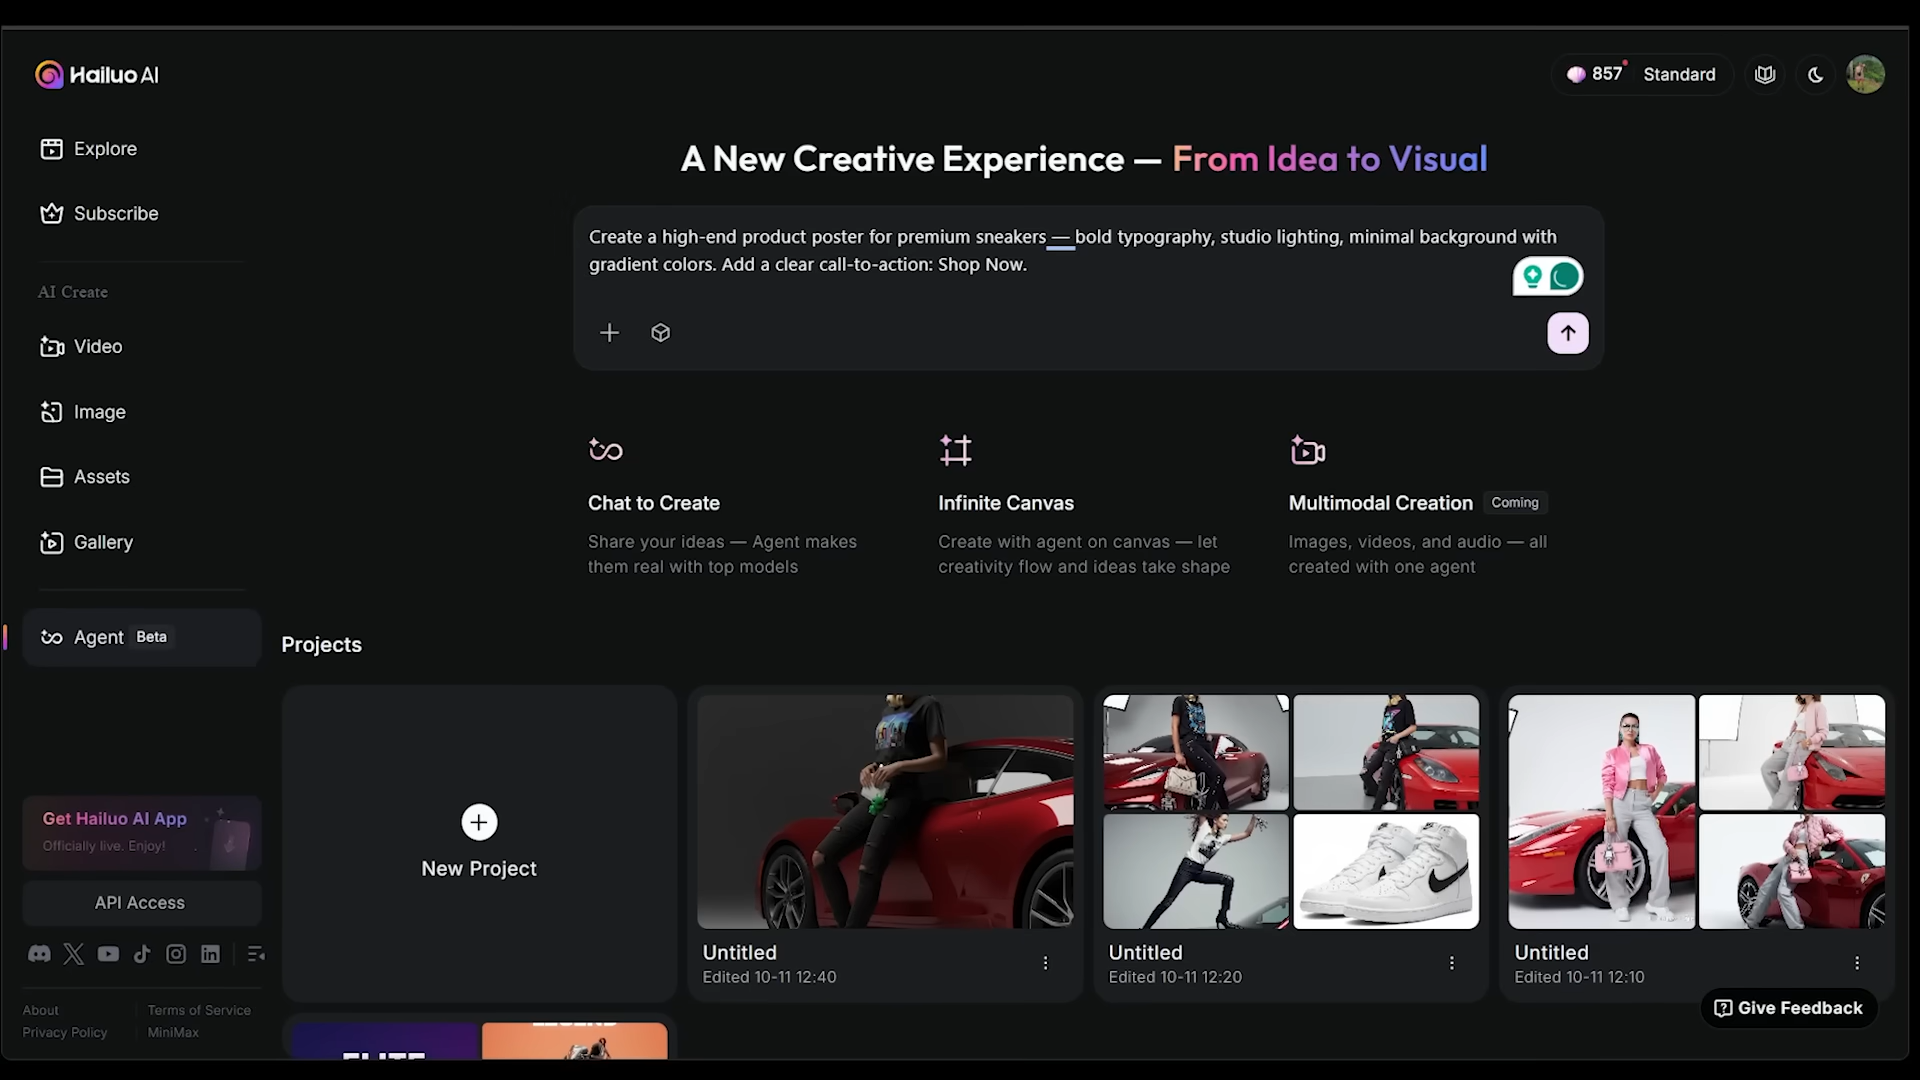 Hailuo AI
857 Standard
Explore
Subscribe
AI Create
Video
Image
Assets
Gallery
Agent Beta
Get Hailuo AI App
Officially live. Enjoy!
API Access
About
Terms of Service
Privacy Policy
MiniMax
A New Creative Experience — From Idea to Visual
Create a high-end product poster for premium sneakers — bold typography, studio lighting, minimal background with
gradient colors. Add a clear call-to-action: Shop Now.
Chat to Create
Share your ideas — Agent makes
them real with top models
Infinite Canvas
Create with agent on canvas — let
creativity flow and ideas take shape
Multimodal Creation Coming
Images, videos, and audio — all
created with one agent
Projects
New Project
Untitled
Edited 10-11 12:40
Untitled
Edited 10-11 12:20
Untitled
Edited 10-11 12:10
Give Feedback
ELITE
LEGEND